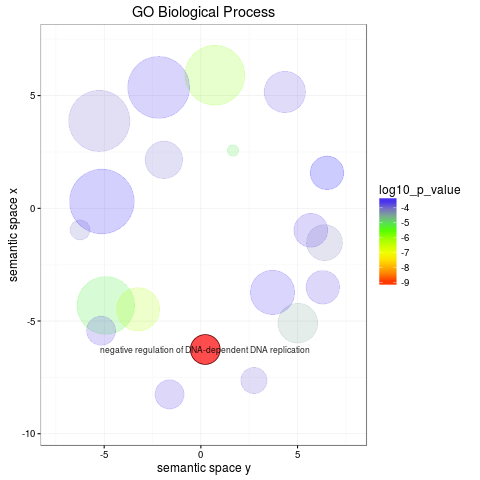 GO Biological Process
5
0
-5
-10
semantic space x
negative regulation of DNA-dependent DNA replication
-5
0
5
semantic space y
log10_p_value
-4
-5
-6
-7
-8
-9